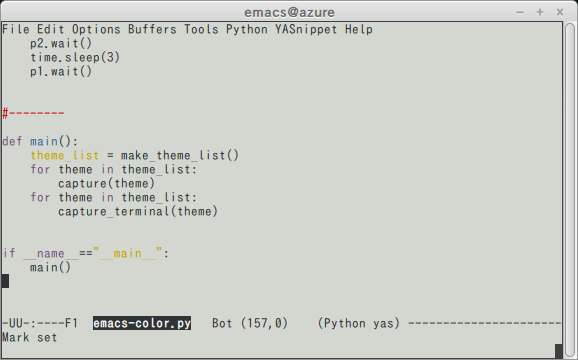 emacs@azure
File Edit Options Buffers Tools Python YASnippet Help
    p2.wait()
    time.sleep(3)
    p1.wait()
#--------
def main():
    theme_list = make_theme_list()
    for theme in theme_list:
        capture(theme)
    for theme in theme_list:
        capture_terminal(theme)
if __name__=="__main__":
    main()
-UU-:----F1  emacs-color.py   Bot (157,0)    (Python yas) ----------------------
Mark set